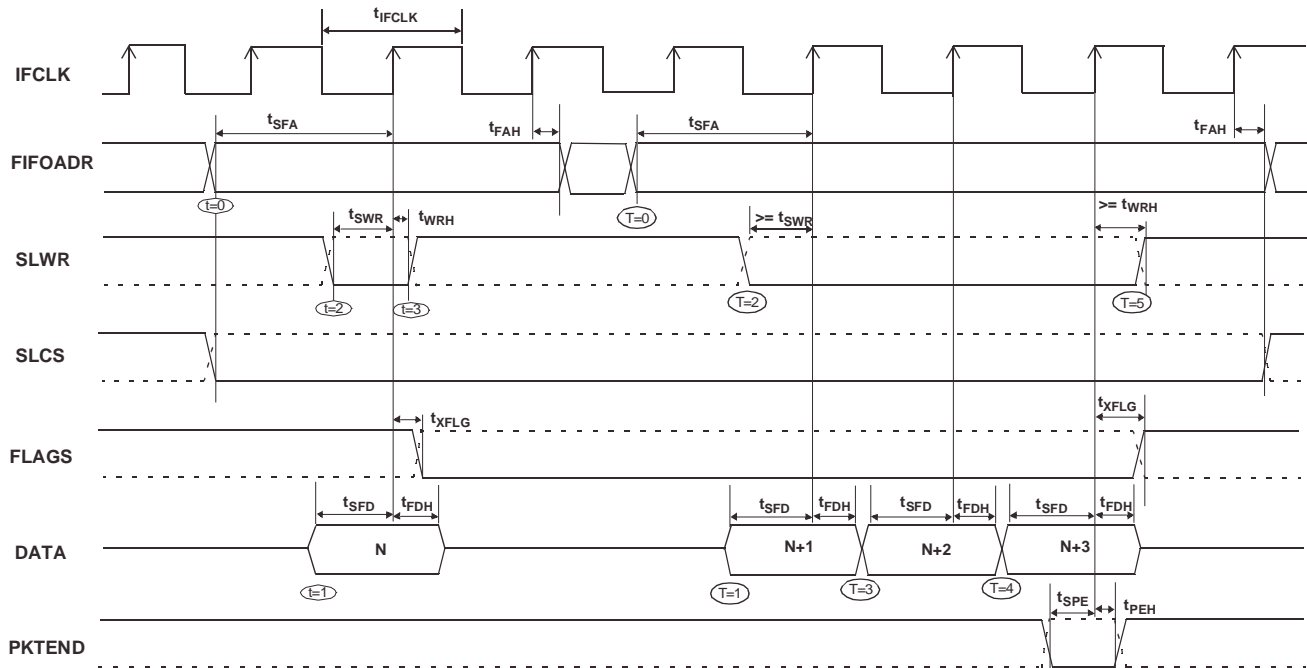 tIFCLK
IFCLK
tSFA
tFAH
tSFA
tFAH
FIFOADR
t=0
T=0
tSWR
tWRH
>= tSWR
>= tWRH
SLWR
t=2
t=3
T=2
T=5
SLCS
tXFLG
tXFLG
FLAGS
tSFD
tFDH
tSFD
tFDH
tSFD
tFDH
tSFD
tFDH
DATA
N
N+1
N+2
N+3
t=1
T=1
T=3
T=4
tSPE
tPEH
PKTEND